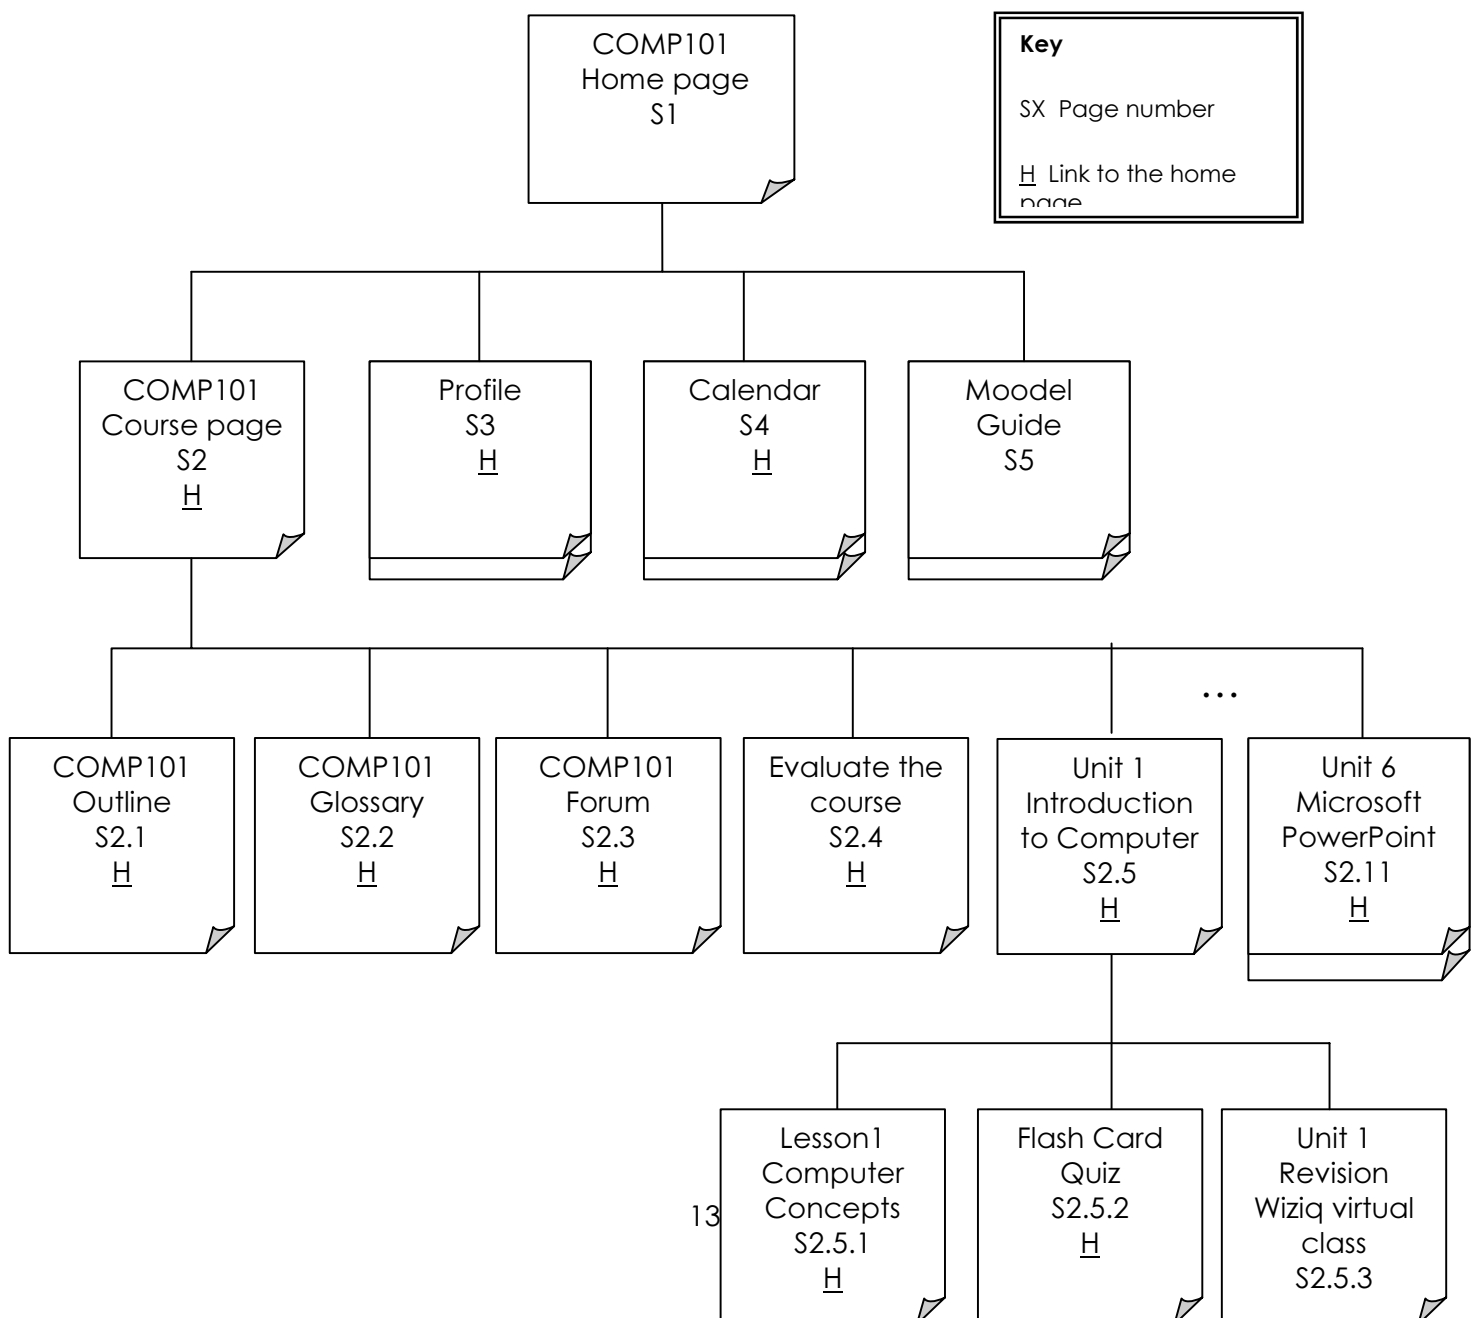 COMP101
Home page
S1
Key
SX Page number
H Link to the home
page
COMP101
Course page
S2
H
Profile
S3
H
Calendar
S4
H
Moodel
Guide
S5
...
COMP101
Outline
S2.1
H
COMP101
Glossary
S2.2
H
COMP101
Forum
S2.3
H
Evaluate the
course
S2.4
H
Unit 1
Introduction
to Computer
S2.5
H
Unit 6
Microsoft
PowerPoint
S2.11
H
Lesson1
Computer
Concepts
S2.5.1
H
Flash Card
Quiz
S2.5.2
H
Unit 1
Revision
Wiziq virtual
class
S2.5.3
13